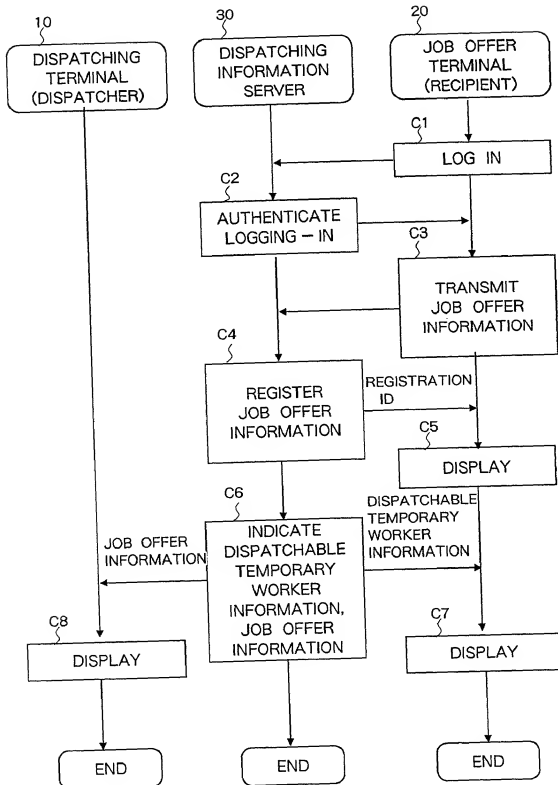 10
DISPATCHING
TERMINAL
(DISPATCHER)
30
DISPATCHING
INFORMATION
SERVER
20
JOB OFFER
TERMINAL
(RECIPIENT)
C1
LOG IN
C2
AUTHENTICATE
LOGGING-IN
C3
TRANSMIT
JOB OFFER
INFORMATION
C4
REGISTER
JOB OFFER
INFORMATION
REGISTRATION
ID
C5
DISPLAY
C6
INDICATE
DISPATCHABLE
TEMPORARY
WORKER
INFORMATION,
JOB OFFER
INFORMATION
JOB OFFER
INFORMATION
DISPATCHABLE
TEMPORARY
WORKER
INFORMATION
C8
DISPLAY
C7
DISPLAY
END
END
END